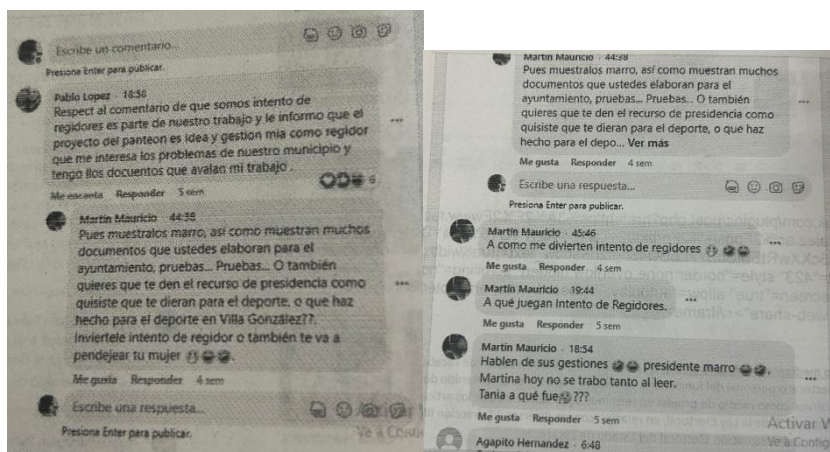 Escribe un comentario...
Presiona Enter para publicar.
Pablo Lopez · 18:58
Respect al comentario de que somos intento de
regidores es parte de nuestro trabajo y le informo que el
proyecto del panteon es idea y gestion mia como regidor
que me interesa los problemas de nuestro municipio y
tengo llos docuentos que avalan mi trabajo .
Me encanta Responder 5 sem
6
Martin Mauricio · 44:38
Pues muestralos marro, así como muestran muchos
documentos que ustedes elaboran para el
ayuntamiento, pruebas... Pruebas... O también
quieres que te den el recurso de presidencia como
quisiste que te dieran para el deporte, o que haz
hecho para el deporte en Villa González??.
Inviertele intento de regidor o también te va a
pendejear tu mujer
Me gusta Responder 4 sem
Escribe una respuesta...
Presiona Enter para publicar.
Ve a
Martin Mauricio · 44:38
Pues muestralos marro, así como muestran muchos
documentos que ustedes elaboran para el
ayuntamiento, pruebas... Pruebas... O también
quieres que te den el recurso de presidencia como
quisiste que te dieran para el deporte, o que haz
hecho para el depo... Ver más
Me gusta Responder 4 sem
Escribe una respuesta...
Presiona Enter para publicar.
Martin Mauricio · 45:46
A como me divierten intento de regidores
Me gusta Responder 4 sem
Martin Mauricio · 19:44
A qué juegan Intento de Regidores.
Me gusta Responder 5 sem
Martin Mauricio · 18:54
Hablen de sus gestiones presidente marro
Martina hoy no se trabo tanto al leer.
Tania a qué fue ???
Me gusta Responder 5 sem
Activar
Ve a
Agapito Hernandez · 6:48